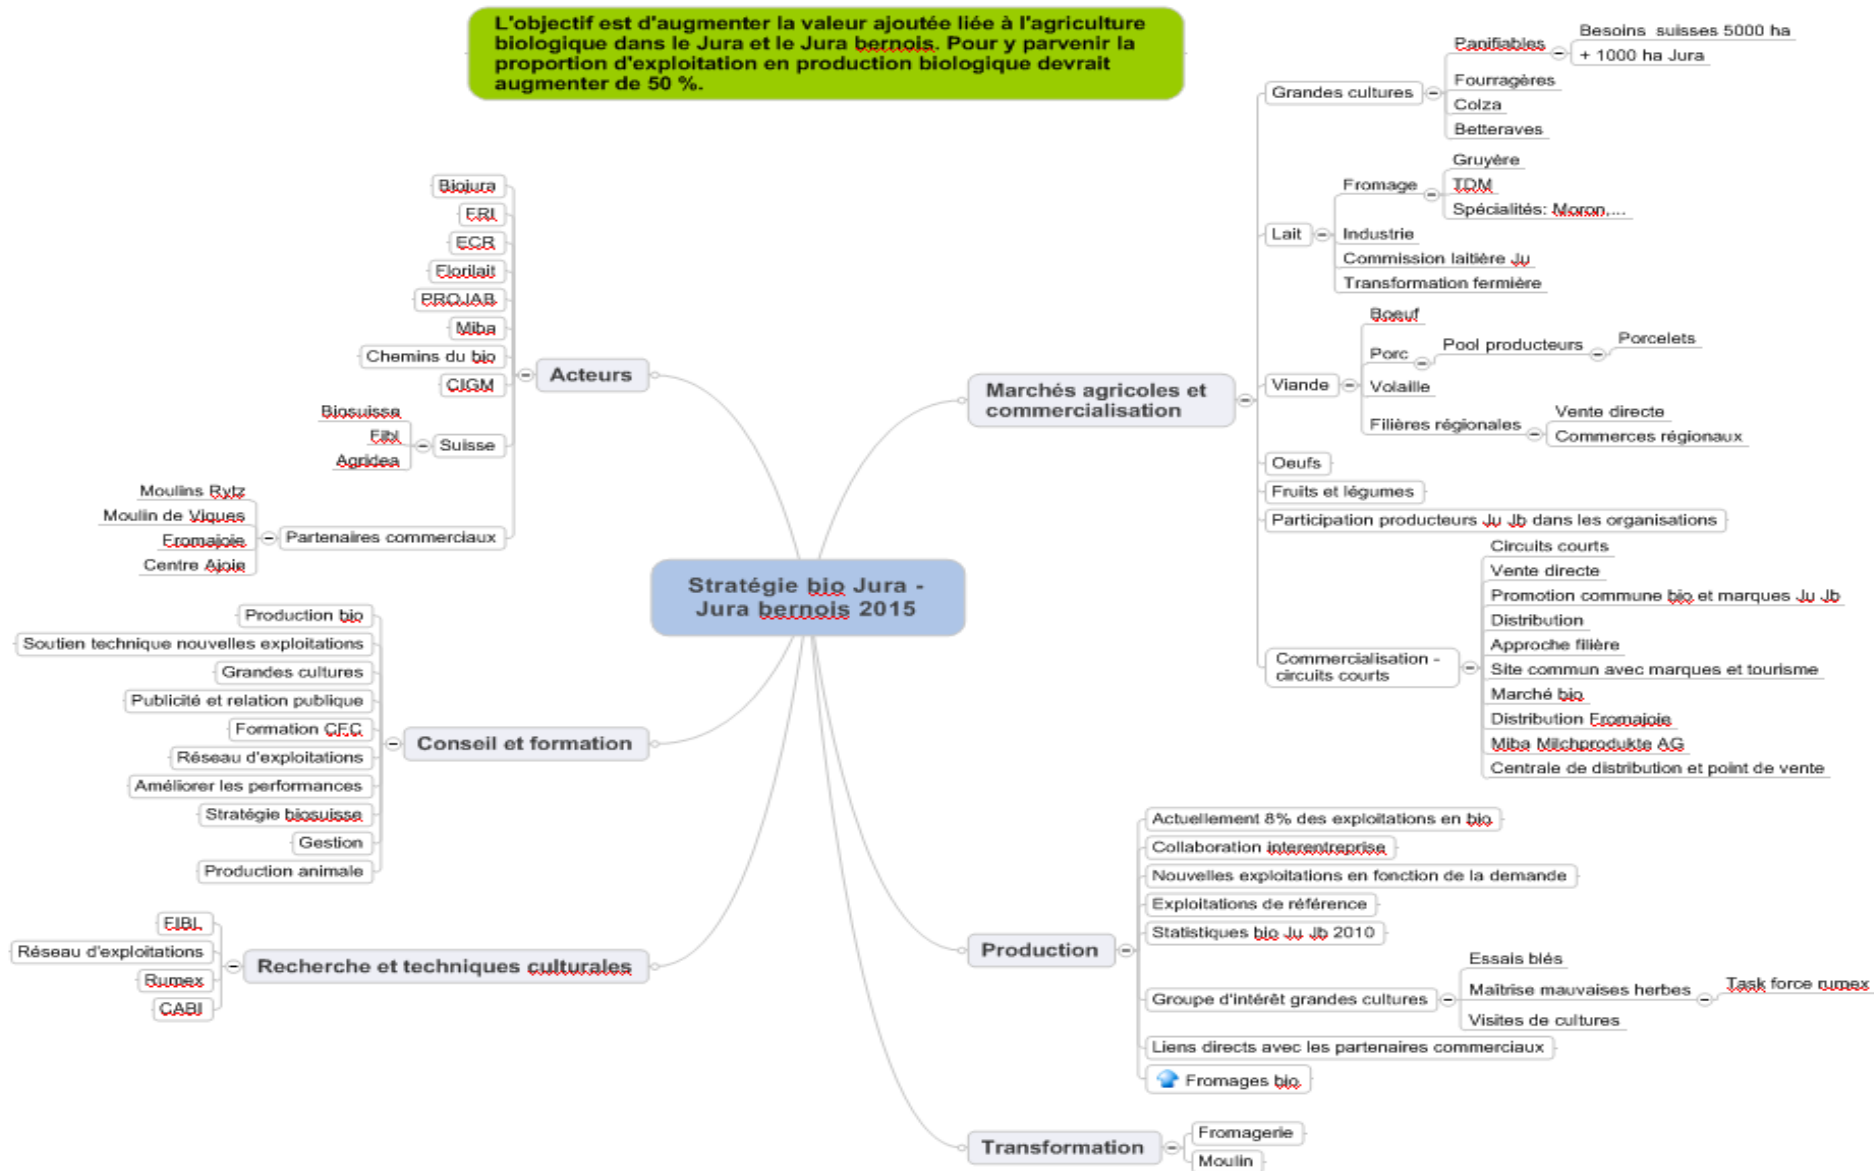 L'objectif est d'augmenter la valeur ajoutée liée à l'agriculture
biologique dans le Jura et le Jura bernois. Pour y parvenir la
proportion d'exploitation en production biologique devrait
augmenter de 50 %.
Stratégie bio Jura -
Jura bernois 2015
Acteurs
Biojura
FRI
ECR
Florilait
PROJAB
Miba
Chemins du bio
CIGM
Suisse
Biosuisse
Fibl
Agridea
Partenaires commerciaux
Moulins Rytz
Moulin de Viques
Fromajoie
Centre Ajoie
Conseil et formation
Production bio
Soutien technique nouvelles exploitations
Grandes cultures
Publicité et relation publique
Formation CFC
Réseau d'exploitations
Améliorer les performances
Stratégie biosuisse
Gestion
Production animale
Recherche et techniques culturales
FIBL
Réseau d'exploitations
Rumex
CABI
Marchés agricoles et
commercialisation
Grandes cultures
Panifiables
Besoins suisses 5000 ha
+ 1000 ha Jura
Fourragères
Colza
Betteraves
Lait
Fromage
Gruyère
TDM
Spécialités: Moron,...
Industrie
Commission laitière Ju
Transformation fermière
Viande
Boeuf
Porc
Pool producteurs
Porcelets
Volaille
Filières régionales
Vente directe
Commerces régionaux
Oeufs
Fruits et légumes
Participation producteurs Ju Jb dans les organisations
Commercialisation -
circuits courts
Circuits courts
Vente directe
Promotion commune bio et marques Ju Jb
Distribution
Approche filière
Site commun avec marques et tourisme
Marché bio
Distribution Fromajoie
Miba Milchprodukte AG
Centrale de distribution et point de vente
Production
Actuellement 8% des exploitations en bio
Collaboration interentreprise
Nouvelles exploitations en fonction de la demande
Exploitations de référence
Statistiques bio Ju Jb 2010
Groupe d'intérêt grandes cultures
Essais blés
Maîtrise mauvaises herbes
Task force rumex
Visites de cultures
Liens directs avec les partenaires commerciaux
Fromages bio
Transformation
Fromagerie
Moulin